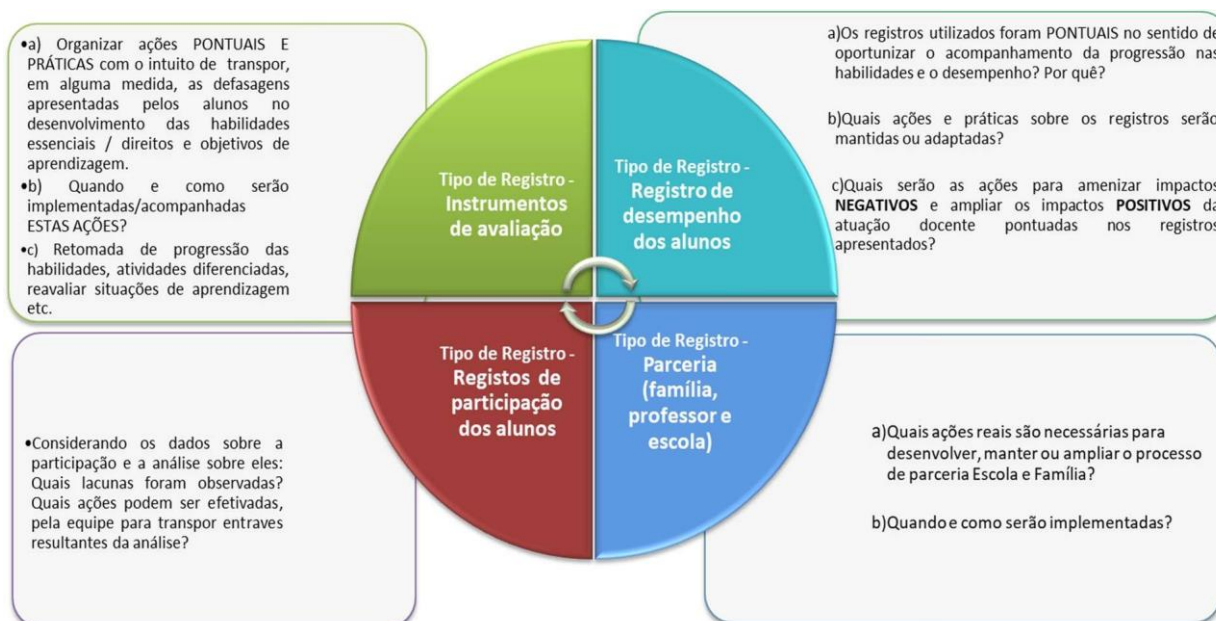 •a) Organizar ações PONTUAIS E
PRÁTICAS com o intuito de transpor,
em alguma medida, as defasagens
apresentadas pelos alunos no
desenvolvimento das habilidades
essenciais / direitos e objetivos de
aprendizagem.
•b) Quando e como serão
implementadas/acompanhadas
ESTAS AÇÕES?
•c) Retomada de progressão das
habilidades, atividades diferenciadas,
reavaliar situações de aprendizagem
etc.
Tipo de Registro -
Instrumentos
de avaliação
Tipo de Registro -
Registro de
desempenho
dos alunos
a)Os registros utilizados foram PONTUAIS no sentido de
oportunizar o acompanhamento da progressão nas
habilidades e o desempenho? Por quê?
b)Quais ações e práticas sobre os registros serão
mantidas ou adaptadas?
c)Quais serão as ações para amenizar impactos
NEGATIVOS e ampliar os impactos POSITIVOS da
atuação docente pontuadas nos registros
apresentados?
•Considerando os dados sobre a
participação e a análise sobre eles:
Quais lacunas foram observadas?
Quais ações podem ser efetivadas,
pela equipe para transpor entraves
resultantes da análise?
Tipo de Registro -
Registos de
participação
dos alunos
Tipo de Registro -
Parceria
(família,
professor e
escola)
a)Quais ações reais são necessárias para
desenvolver, manter ou ampliar o processo
de parceria Escola e Família?
b)Quando e como serão implementadas?